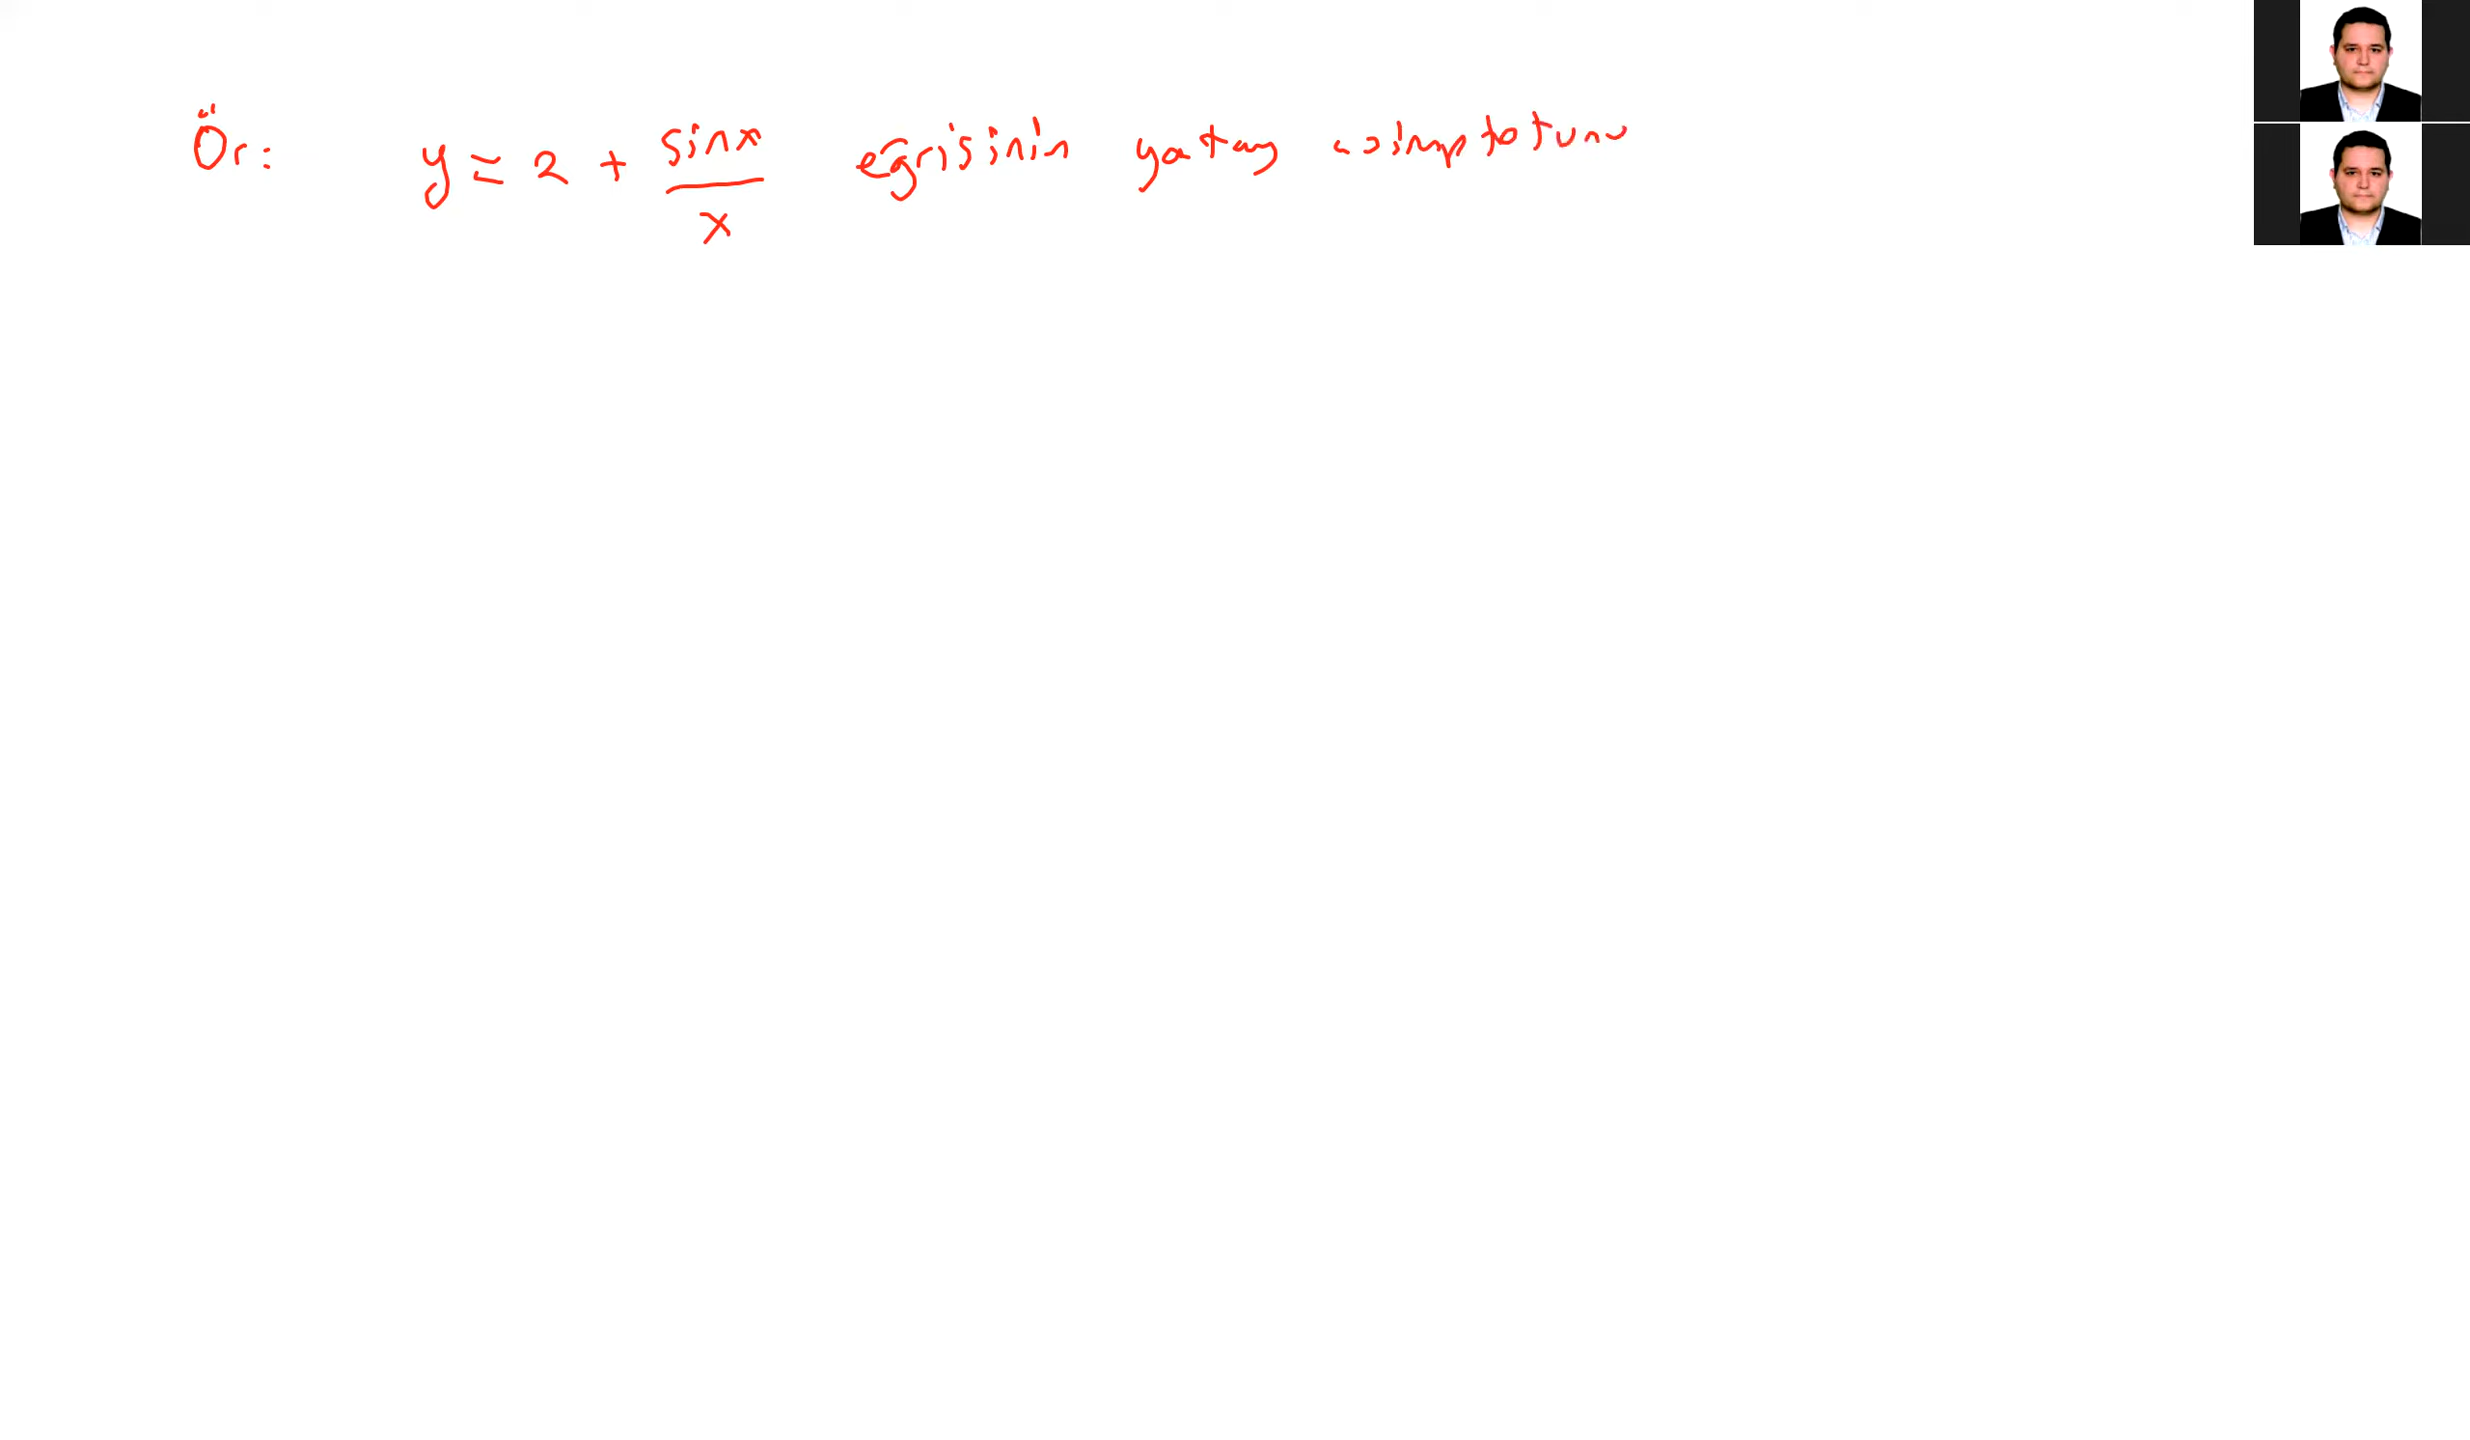 Ör: y = 2 + sinx/x eğrisinin yatay asimptotunu